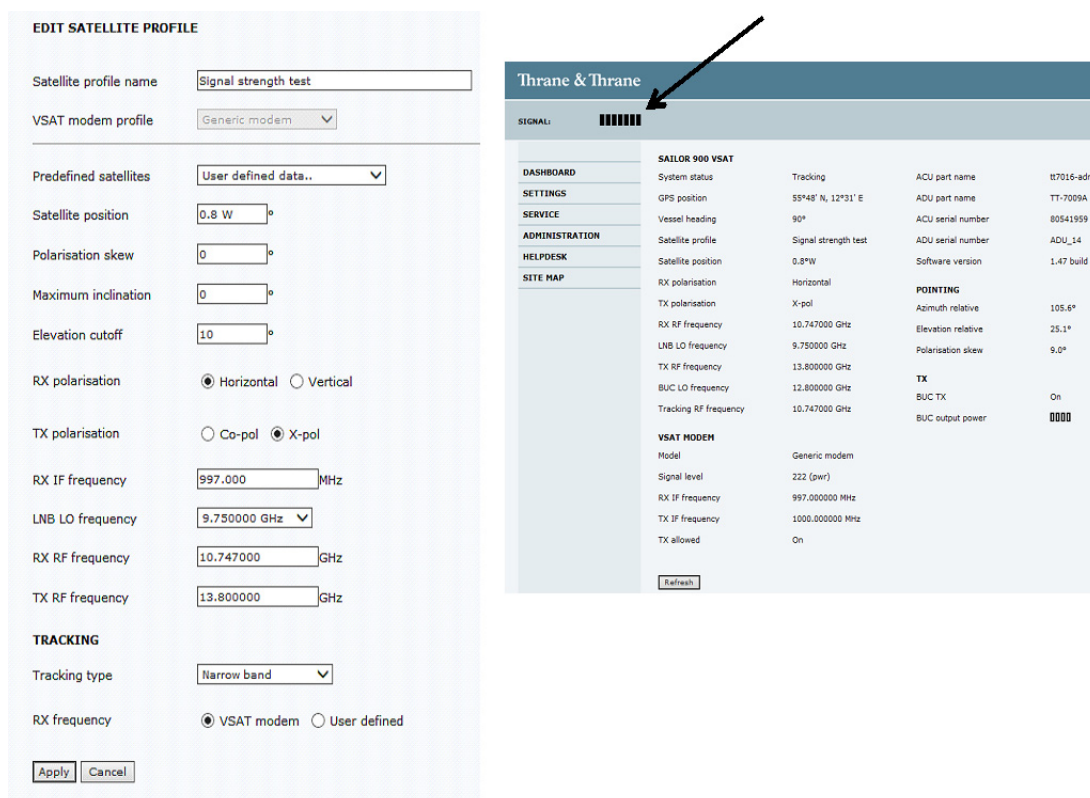 EDIT SATELLITE PROFILE
Satellite profile name Signal strength test
VSAT modem profile Generic modem
Predefined satellites User defined data..
Satellite position 0.8 W °
Polarisation skew 0 °
Maximum inclination 0 °
Elevation cutoff 10 °
RX polarisation Horizontal Vertical
TX polarisation Co-pol X-pol
RX IF frequency 997.000 MHz
LNB LO frequency 9.750000 GHz
RX RF frequency 10.747000 GHz
TX RF frequency 13.800000 GHz
TRACKING
Tracking type Narrow band
RX frequency VSAT modem User defined
Apply Cancel
Thrane & Thrane
SIGNAL:
DASHBOARD
SETTINGS
SERVICE
ADMINISTRATION
HELPDESK
SITE MAP
SAILOR 900 VSAT
System status Tracking
GPS position 55°48' N, 12°31' E
Vessel heading 90°
Satellite profile Signal strength test
Satellite position 0.8°W
RX polarisation Horizontal
TX polarisation X-pol
RX RF frequency 10.747000 GHz
LNB LO frequency 9.750000 GHz
TX RF frequency 13.800000 GHz
BUC LO frequency 12.800000 GHz
Tracking RF frequency 10.747000 GHz
VSAT MODEM
Model Generic modem
Signal level 222 (pwr)
RX IF frequency 997.000000 MHz
TX IF frequency 1000.000000 MHz
TX allowed On
Refresh
ACU part name tt7016-adr
ADU part name TT-7009A
ACU serial number 80541959
ADU serial number ADU_14
Software version 1.47 build
POINTING
Azimuth relative 105.6°
Elevation relative 25.1°
Polarisation skew 9.0°
TX
BUC TX On
BUC output power